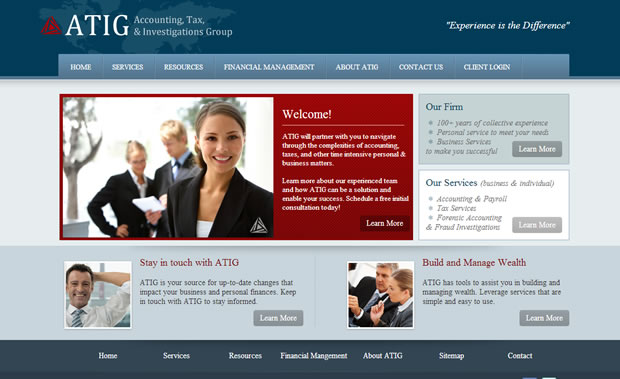 ATIG Accounting, Tax,
& Investigations Group
"Experience is the Difference"
HOME SERVICES RESOURCES FINANCIAL MANAGEMENT ABOUT ATIG CONTACT US CLIENT LOGIN
Welcome!
ATIG will partner with you to navigate
through the complexities of accounting,
taxes, and other time intensive personal &
business matters.
Learn more about our experienced team
and how ATIG can be a solution and
enable your success. Schedule a free initial
consultation today!
Learn More
Our Firm
100+ years of collective experience
Personal service to meet your needs
Business Services
to make you successful
Learn More
Our Services (business & individual)
Accounting & Payroll
Tax Services
Forensic Accounting
& Fraud Investigations
Learn More
Stay in touch with ATIG
ATIG is your source for up-to-date changes that
impact your business and personal finances. Keep
in touch with ATIG to stay informed.
Learn More
Build and Manage Wealth
ATIG has tools to assist you in building and
managing wealth. Leverage services that are
simple and easy to use.
Learn More
Home Services Resources Financial Mangement About ATIG Sitemap Contact